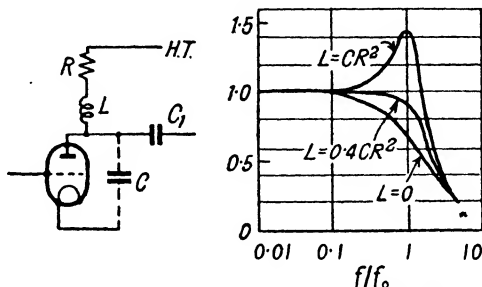 H.T.
R
L
C₁
C
1·5
1·0
0·5
0
L=CR²
L=0·4CR²
L=0
0·01
0·1
1
10
f/f₀